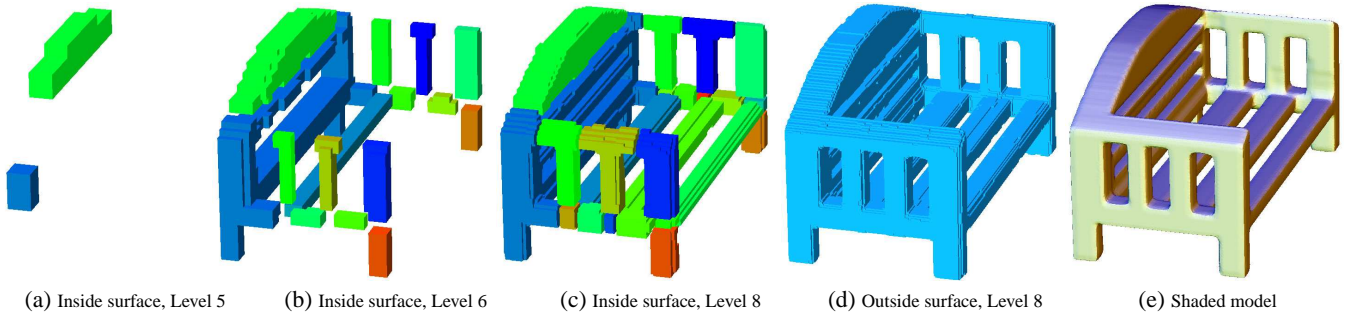 (a) Inside surface, Level 5
(b) Inside surface, Level 6
(c) Inside surface, Level 8
(d) Outside surface, Level 8
(e) Shaded model